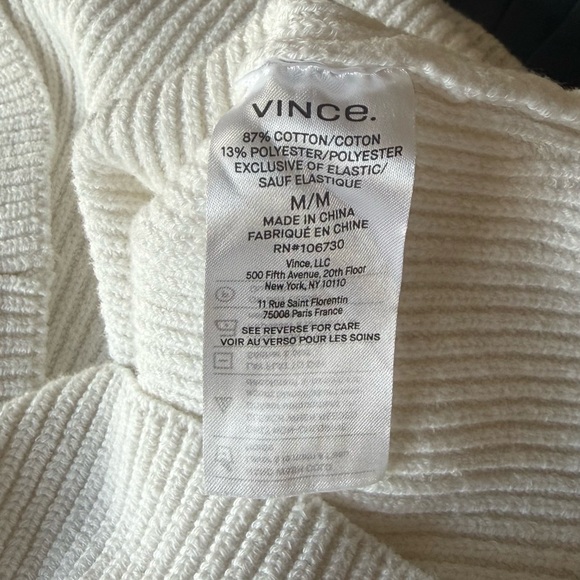 VINCE.
87% COTTON/COTON
13% POLYESTER/POLYESTER
EXCLUSIVE OF ELASTIC/
SAUF ELASTIQUE
M/M
MADE IN CHINA
FABRIQUÉ EN CHINE
RN#106730
Vince, LLC
500 Fifth Avenue, 20th Floor
New York, NY 10110
11 Rue Saint Florentin
75008 Paris France
SEE REVERSE FOR CARE
VOIR AU VERSO POUR LES SOINS